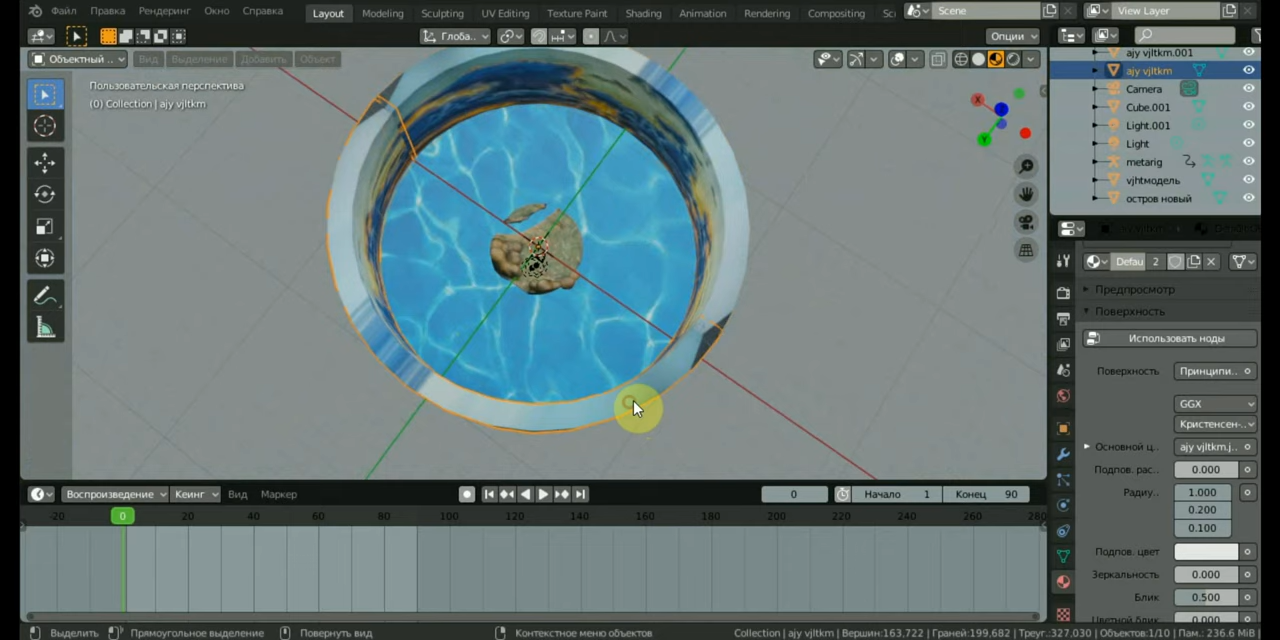 Файл Правка Рендеринг Окно Справка Layout Modeling Sculpting UV Editing Texture Paint Shading Animation Rendering Compositing Sc Scene View Layer
Глоба.. Опции
Объектный .. Вид Выделение Добавить Объект
Пользовательская перспектива
(0) Collection | ajy vjltkm
X
Y
ajy vjltkm.001
ajy vjltkm
Camera
Cube.001
Light.001
Light
metarig
vjhtмодель
остров новый
Defau 2
Предпросмотр
Поверхность
Использовать ноды
Поверхность Принципи..
GGX
Кристенсен-..
Основной ц.. ajy vjltkm.j..
Подпов. рас.. 0.000
Радиу.. 1.000
0.200
0.100
Подпов. цвет
Зеркальность 0.000
Блик 0.500
Цветной блик 0.000
Воспроизведение Кеинг Вид Маркер 0 Начало 1 Конец 90
-20 0 20 40 60 80 100 120 140 160 180 200 220 240 260 280
Выделить Прямоугольное выделение Повернуть вид Контекстное меню объектов Collection | ajy vjltkm | Вершин:163,722 | Граней:199,682 | Треуг.:327,030 | Объектов:1/10 | Пам.: 236.6 MiB